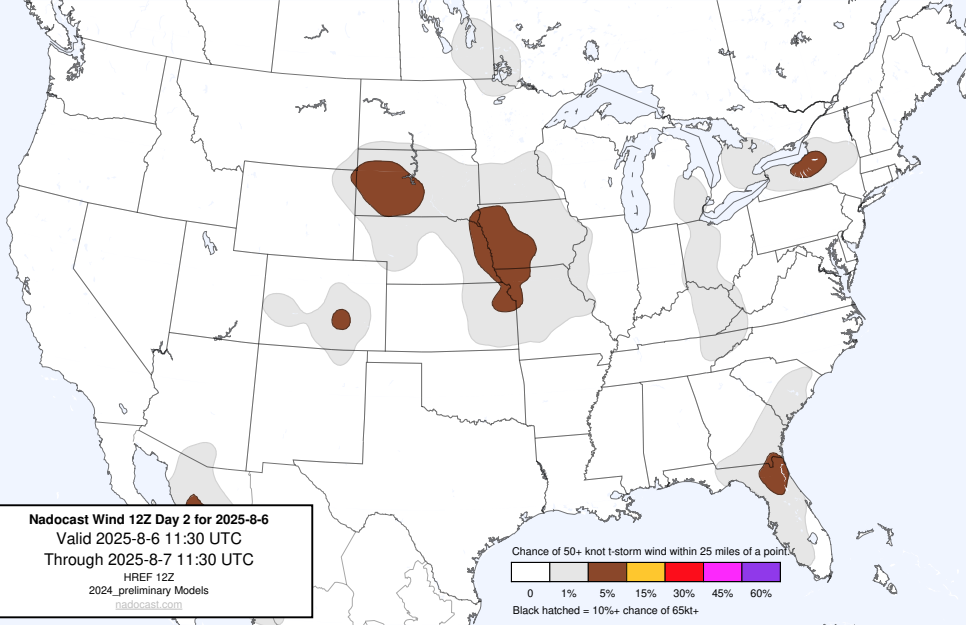 Nadocast Wind 12Z Day 2 for 2025-8-6
Valid 2025-8-6 11:30 UTC
Through 2025-8-7 11:30 UTC
HREF 12Z
2024_preliminary Models
nadocast.com
Chance of 50+ knot t-storm wind within 25 miles of a point.
0 1% 5% 15% 30% 45% 60%
Black hatched = 10%+ chance of 65kt+